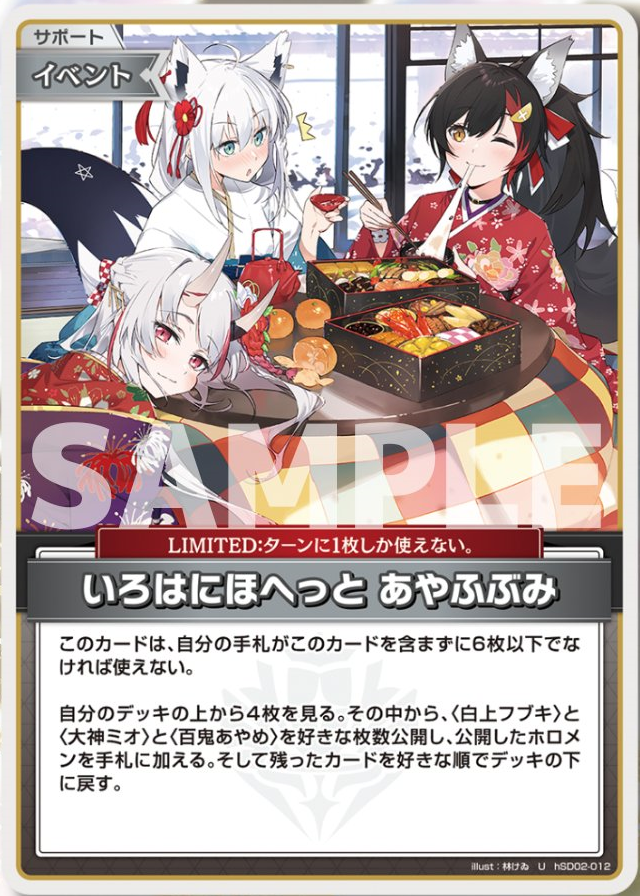 サポート
イベント
SAMPLE
LIMITED:ターンに1枚しか使えない。
いろはにほへっと あやふぶみ
このカードは、自分の手札がこのカードを含まずに6枚以下でな
ければ使えない。
自分のデッキの上から4枚を見る。その中から、〈白上フブキ〉と
〈大神ミオ〉と〈百鬼あやめ〉を好きな枚数公開し、公開したホロメ
ンを手札に加える。そして残ったカードを好きな順でデッキの下
に戻す。
illust：林けゐ U hSD02-012